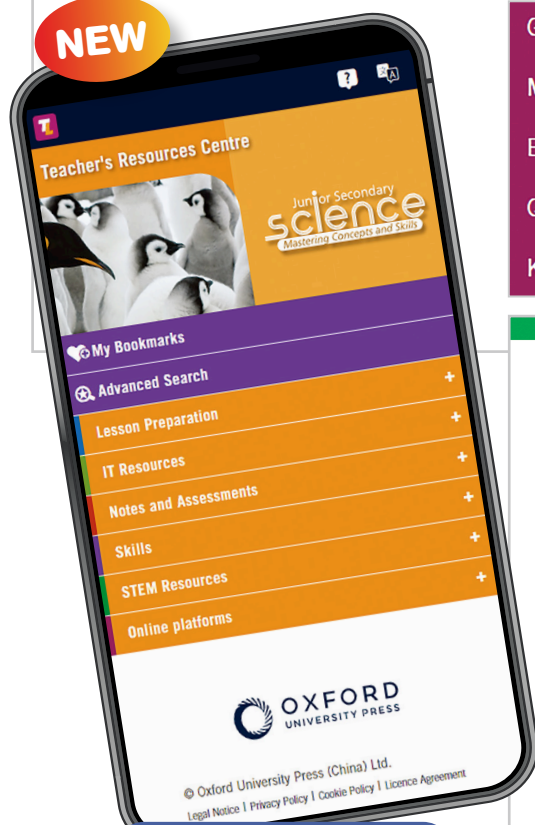 NEW
Teacher's Resources Centre
Junior Secondary
science
Mastering Concepts and Skills
My Bookmarks
Advanced Search
Lesson Preparation
IT Resources
Notes and Assessments
Skills
STEM Resources
Online platforms
OXFORD
UNIVERSITY PRESS
© Oxford University Press (China) Ltd.
Legal Notice | Privacy Policy | Cookie Policy | Licence Agreement